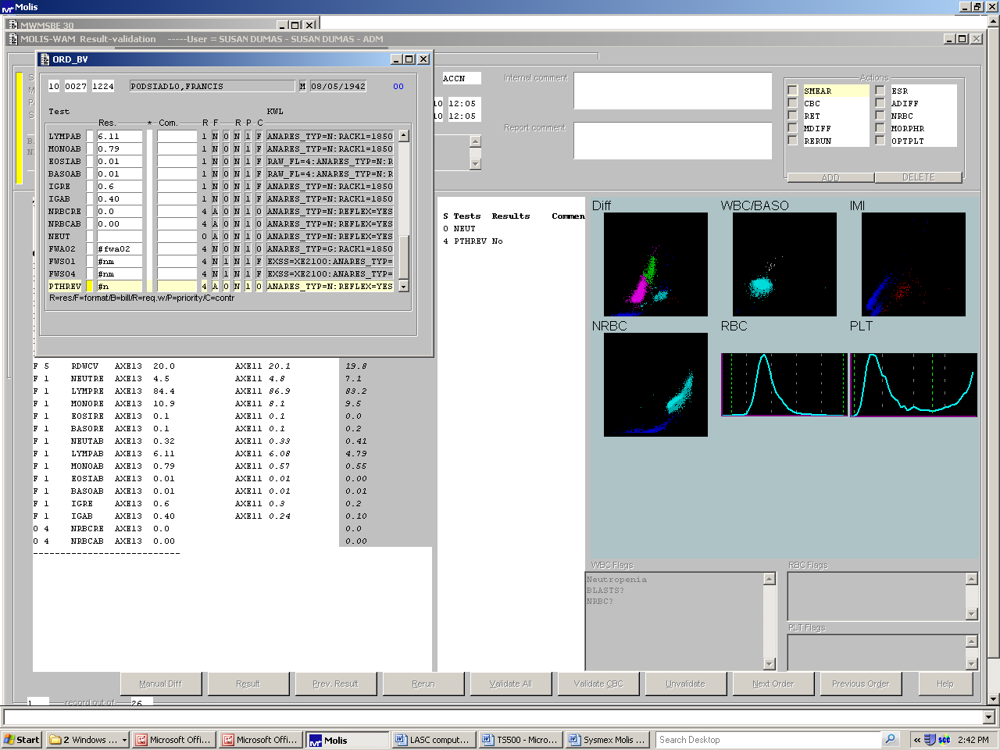 Molis
MWMSBE 30
MOLIS-WAM Result-validation -----User = SUSAN DUMAS - SUSAN DUMAS - ADM
ORD_BV
10 0027 1224 PODSIADLO,FRANCIS M 08/05/1942 00
Test KWL
Res. * Com. R F R P C
LYMPAB 6.11 1 N 0 N 1 F ANARES_TYP=N:RACK1=1850
MONOAB 0.79 1 N 0 N 1 F ANARES_TYP=N:RACK1=1850
EOSIAB 0.01 1 N 0 N 1 F RAW_FL=4:ANARES_TYP=N:R
BASOAB 0.01 1 N 0 N 1 F RAW_FL=4:ANARES_TYP=N:R
IGRE 0.6 1 N 0 N 1 F ANARES_TYP=N:RACK1=1850
IGAB 0.40 1 N 0 N 1 F ANARES_TYP=N:RACK1=1850
NRBCRE 0.0 4 A 0 N 1 O ANARES_TYP=N:REFLEX=YES
NRBCAB 0.00 4 A 0 N 1 O ANARES_TYP=N:REFLEX=YES
NEUT 0 A 0 N 1 O ANARES_TYP=N:REFLEX=YES
FWA02 #fwa02 4 N 0 N 1 F ANARES_TYP=G:RACK1=1850
FWS01 #nm 4 N 1 N 1 F EXSS=XE2100:ANARES_TYP=
FWS04 #nm 4 N 1 N 1 F EXSS=XE2100:ANARES_TYP=
PTHREV #n 4 A 0 N 1 O ANARES_TYP=N:REFLEX=YES
R=res/F=format/B=bill/R=req.w/P=priority/C=contr
ACCN
12:05
12:05
Internal comment
Report comment
Actions
SMEAR ESR
CBC ADIFF
RET NRBC
MDIFF MORPHR
RERUN OPTPLT
ADD DELETE
S Tests Results Commen
0 NEUT
4 PTHREV No
F 5 RDWCV AXE13 20.0 AXE11 20.1 19.8
F 1 NEUTRE AXE13 4.5 AXE11 4.8 7.1
F 1 LYMPRE AXE13 84.4 AXE11 86.9 83.2
F 1 MONORE AXE13 10.9 AXE11 8.1 9.5
F 1 EOSIRE AXE13 0.1 AXE11 0.1 0.0
F 1 BASORE AXE13 0.1 AXE11 0.1 0.2
F 1 NEUTAB AXE13 0.32 AXE11 0.33 0.41
F 1 LYMPAB AXE13 6.11 AXE11 6.08 4.79
F 1 MONOAB AXE13 0.79 AXE11 0.57 0.55
F 1 EOSIAB AXE13 0.01 AXE11 0.01 0.00
F 1 BASOAB AXE13 0.01 AXE11 0.01 0.01
F 1 IGRE AXE13 0.6 AXE11 0.3 0.2
F 1 IGAB AXE13 0.40 AXE11 0.24 0.10
O 4 NRBCRE AXE13 0.0 0.0
O 4 NRBCAB AXE13 0.00 0.00
---------------------------
Diff WBC/BASO IMI
NRBC RBC PLT
WBC Flags
Neutropenia
BLASTS?
NRBC?
RBC Flags
PLT Flags
Manual Diff Result Prev. Result Rerun Validate All Validate CBC Unvalidate Next Order Previous Order Help
1 record out of 26
Start 2 Windows ... Microsoft Offi... Microsoft Offi... Molis LASC comput... TS500 - Micro... Sysmex Molis ... Search Desktop « 2:42 PM